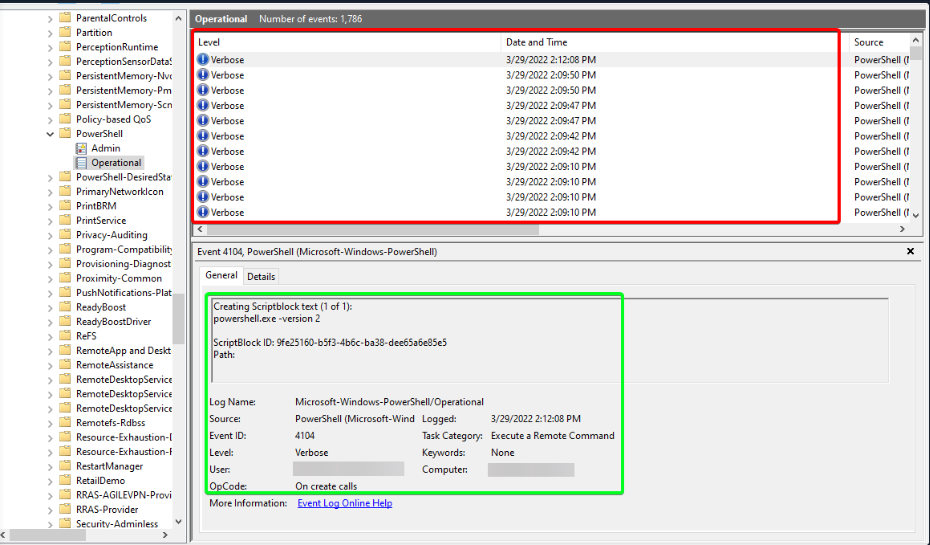 ParentalControls
Partition
PerceptionRuntime
PerceptionSensorDataS
PersistentMemory-Nvc
PersistentMemory-Pm
PersistentMemory-Scn
Policy-based QoS
PowerShell
Admin
Operational
PowerShell-DesiredStat
PrimaryNetworkIcon
PrintBRM
PrintService
Privacy-Auditing
Program-Compatibility
Provisioning-Diagnost
Proximity-Common
PushNotifications-Plat
ReadyBoost
ReadyBoostDriver
ReFS
RemoteApp and Deskt
RemoteAssistance
RemoteDesktopService
RemoteDesktopService
RemoteDesktopService
Remotefs-Rdbss
Resource-Exhaustion-D
Resource-Exhaustion-R
RestartManager
RetailDemo
RRAS-AGILEVPN-Provi
RRAS-Provider
Security-Adminless
Operational Number of events: 1,786
Level Date and Time Source
Verbose 3/29/2022 2:12:08 PM PowerShell (M
Verbose 3/29/2022 2:09:50 PM PowerShell (M
Verbose 3/29/2022 2:09:50 PM PowerShell (M
Verbose 3/29/2022 2:09:47 PM PowerShell (M
Verbose 3/29/2022 2:09:47 PM PowerShell (M
Verbose 3/29/2022 2:09:42 PM PowerShell (M
Verbose 3/29/2022 2:09:42 PM PowerShell (M
Verbose 3/29/2022 2:09:10 PM PowerShell (M
Verbose 3/29/2022 2:09:10 PM PowerShell (M
Verbose 3/29/2022 2:09:10 PM PowerShell (M
Verbose 3/29/2022 2:09:10 PM PowerShell (M
Event 4104, PowerShell (Microsoft-Windows-PowerShell)
General Details
Creating Scriptblock text (1 of 1):
powershell.exe -version 2
ScriptBlock ID: 9fe25160-b5f3-4b6c-ba38-dee65a6e85e5
Path:
Log Name: Microsoft-Windows-PowerShell/Operational
Source: PowerShell (Microsoft-Wind Logged: 3/29/2022 2:12:08 PM
Event ID: 4104 Task Category: Execute a Remote Command
Level: Verbose Keywords: None
User: Computer:
OpCode: On create calls
More Information: Event Log Online Help